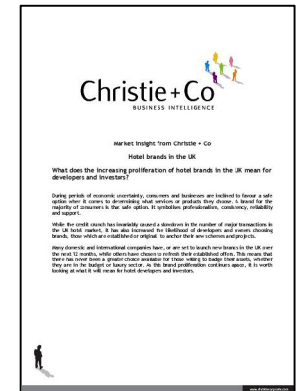 Christie + Co
BUSINESS INTELLIGENCE
Market Insight from Christie + Co
Hotel brands in the UK
What does the increasing proliferation of hotel brands in the UK mean for
developers and investors?
During periods of economic uncertainty, consumers and businesses are inclined to favour a safe
option when it comes to determining what services or products they choose. A brand for the
majority of consumers is that safe option. It symbolises professionalism, consistency, reliability
and support.
While the credit crunch has invariably caused a slowdown in the number of major transactions in
the UK hotel market, it has also increased the likelihood of developers and owners choosing
brands, those which are established or original to anchor their new schemes and projects.
Many domestic and international companies have, or are set to launch new brands in the UK over
the next 12 months, while others have chosen to refresh their established offers. This means that
there has never been a greater choice available for those willing to badge their assets, whether
they are in the budget or luxury sector. As this brand proliferation continues apace, it is worth
looking at what it will mean for hotel developers and investors.